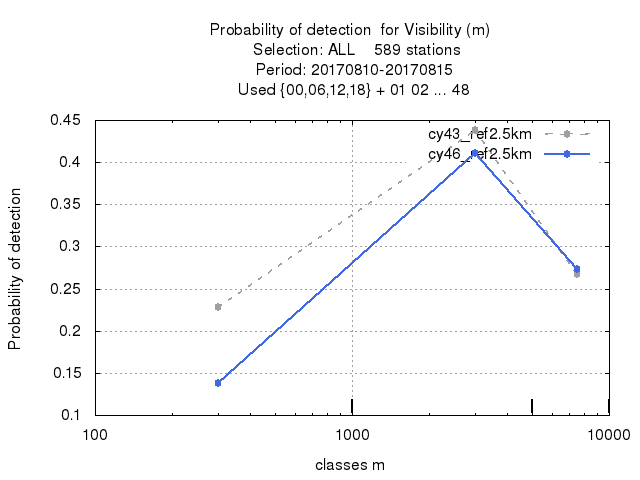 Probability of detection  for Visibility (m)
Selection: ALL    589 stations
Period: 20170810-20170815
Used {00,06,12,18} + 01 02 ... 48
0.45
0.4
0.35
0.3
0.25
0.2
0.15
0.1
Probability of detection
cy43_ref2.5km
cy46_ref2.5km
100
1000
10000
classes m